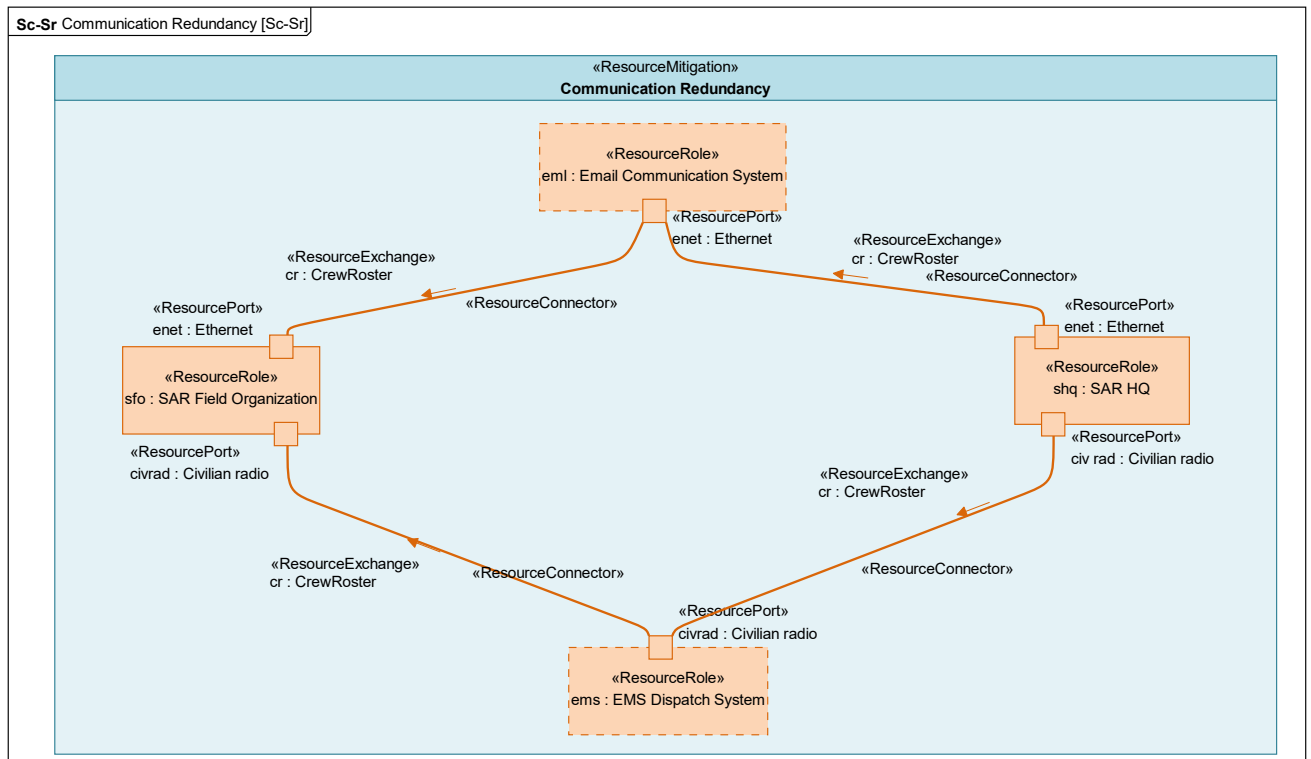 Sc-Sr Communication Redundancy [Sc-Sr]
«ResourceMitigation»
Communication Redundancy
«ResourceRole»
eml : Email Communication System
«ResourcePort»
enet : Ethernet
«ResourceExchange»
cr : CrewRoster
«ResourceConnector»
«ResourceExchange»
cr : CrewRoster
«ResourceConnector»
«ResourcePort»
enet : Ethernet
«ResourcePort»
enet : Ethernet
«ResourceRole»
sfo : SAR Field Organization
«ResourceRole»
shq : SAR HQ
«ResourcePort»
civrad : Civilian radio
«ResourcePort»
civ rad : Civilian radio
«ResourceExchange»
cr : CrewRoster
«ResourceConnector»
«ResourceExchange»
cr : CrewRoster
«ResourceConnector»
«ResourcePort»
civrad : Civilian radio
«ResourceRole»
ems : EMS Dispatch System